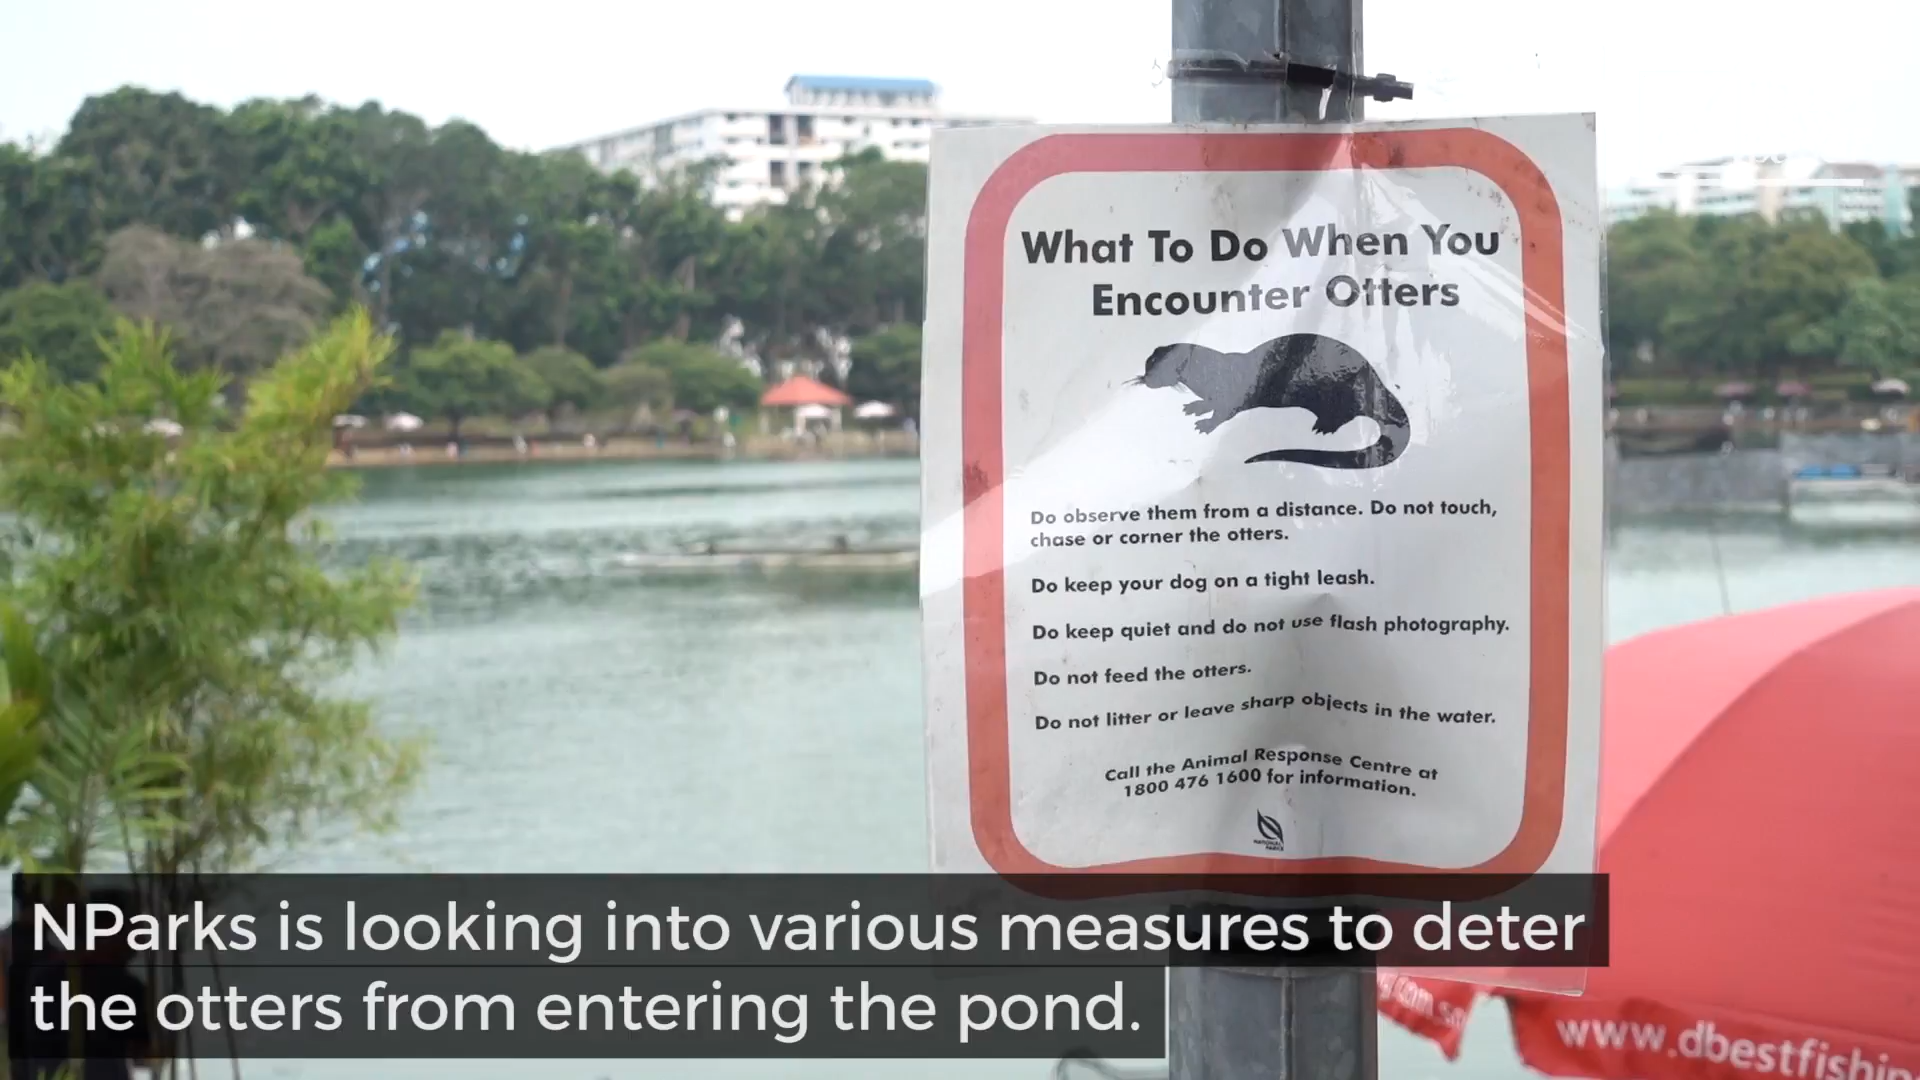 What To Do When You
Encounter Otters
Do observe them from a distance. Do not touch,
chase or corner the otters.
Do keep your dog on a tight leash.
Do keep quiet and do not use flash photography.
Do not feed the otters.
Do not litter or leave sharp objects in the water.
Call the Animal Response Centre at
1800 476 1600 for information.
NATIONAL
PARKS
NParks is looking into various measures to deter
the otters from entering the pond.
www.dbestfishin